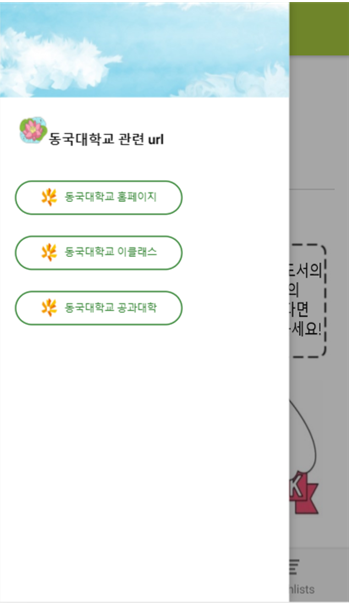 동국대학교 관련 url
동국대학교 홈페이지
동국대학교 이클래스
동국대학교 공과대학
도서의
의
다면
세요!
K
hlists